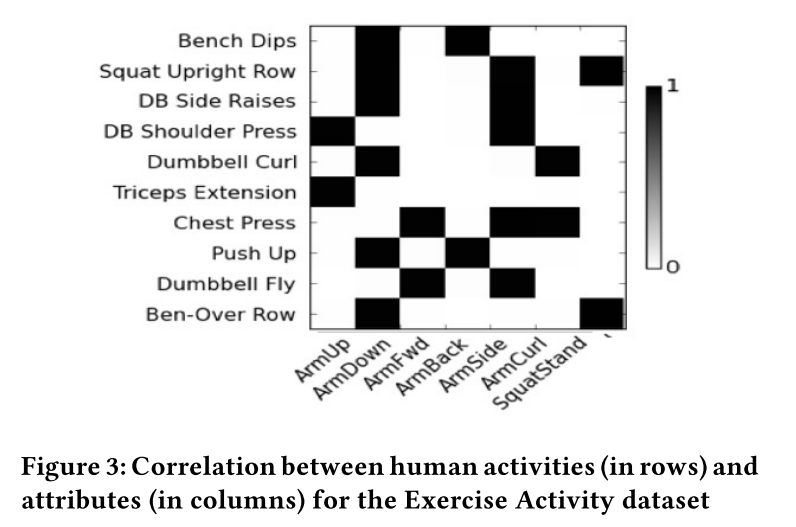 Bench Dips
Squat Upright Row
DB Side Raises
DB Shoulder Press
Dumbbell Curl
Triceps Extension
Chest Press
Push Up
Dumbbell Fly
Ben-Over Row
1
0
ArmUp
ArmDown
ArmFwd
ArmBack
ArmSide
ArmCurl
SquatStand
Figure 3: Correlation between human activities (in rows) and
attributes (in columns) for the Exercise Activity dataset